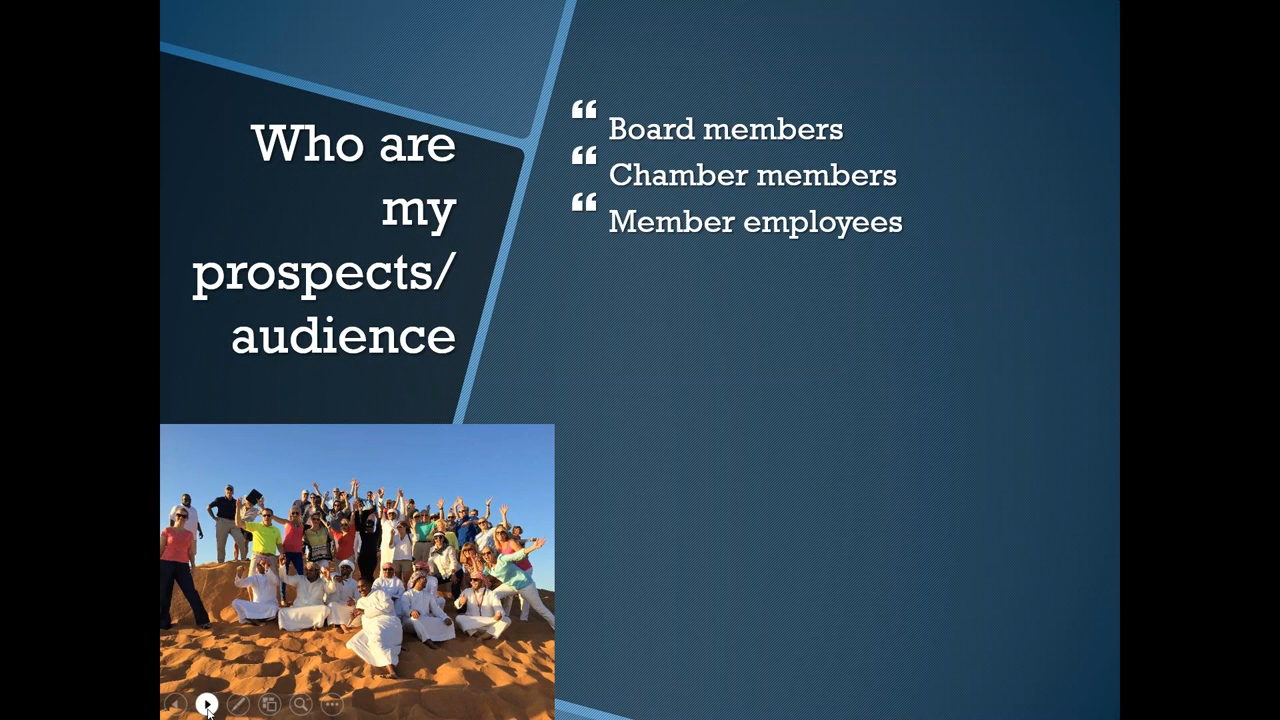 Who are
my
prospects/
audience
Board members
Chamber members
Member employees